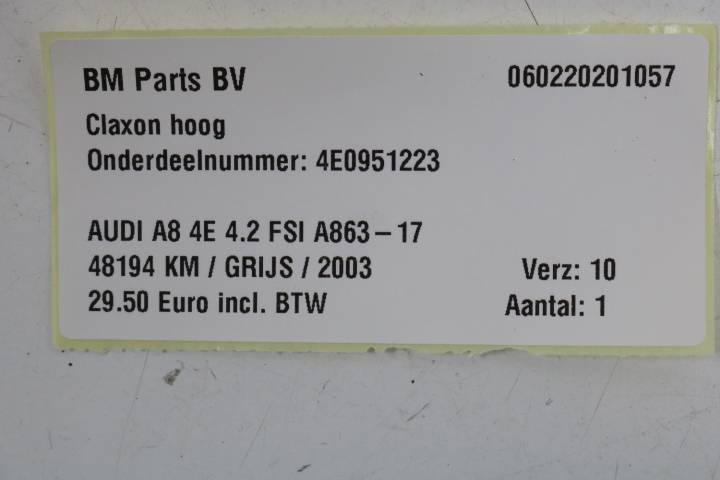 BM Parts BV 060220201057
Claxon hoog
Onderdeelnummer: 4E0951223
AUDI A8 4E 4.2 FSI A863-17
48194 KM / GRIJS / 2003 Verz: 10
29.50 Euro incl. BTW Aantal: 1